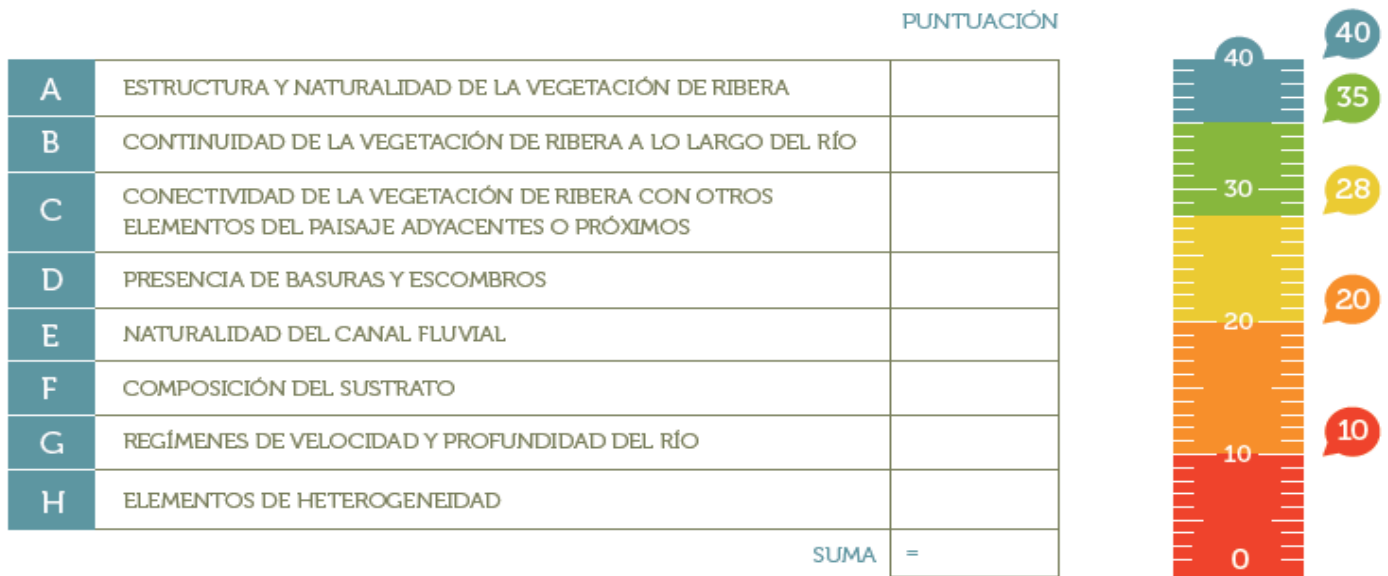 PUNTUACIÓN
A ESTRUCTURA Y NATURALIDAD DE LA VEGETACIÓN DE RIBERA
B CONTINUIDAD DE LA VEGETACIÓN DE RIBERA A LO LARGO DEL RÍO
C CONECTIVIDAD DE LA VEGETACIÓN DE RIBERA CON OTROS
ELEMENTOS DEL PAISAJE ADYACENTES O PRÓXIMOS
D PRESENCIA DE BASURAS Y ESCOMBROS
E NATURALIDAD DEL CANAL FLUVIAL
F COMPOSICIÓN DEL SUSTRATO
G REGÍMENES DE VELOCIDAD Y PROFUNDIDAD DEL RÍO
H ELEMENTOS DE HETEROGENEIDAD
SUMA =
40
30
20
10
0
40
35
28
20
10